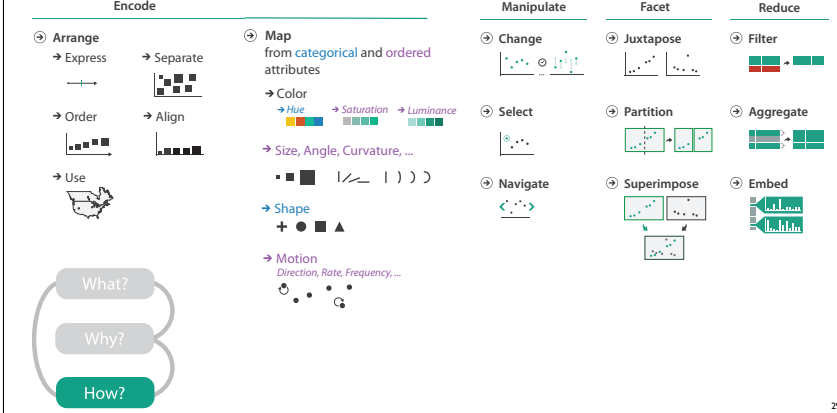 Encode
Manipulate
Facet
Reduce
Arrange
Express
Separate
Order
Align
Use
Map
from categorical and ordered
attributes
Color
Hue
Saturation
Luminance
Size, Angle, Curvature, ...
Shape
Motion
Direction, Rate, Frequency, ...
Change
Select
Navigate
Juxtapose
Partition
Superimpose
Filter
Aggregate
Embed
What?
Why?
How?